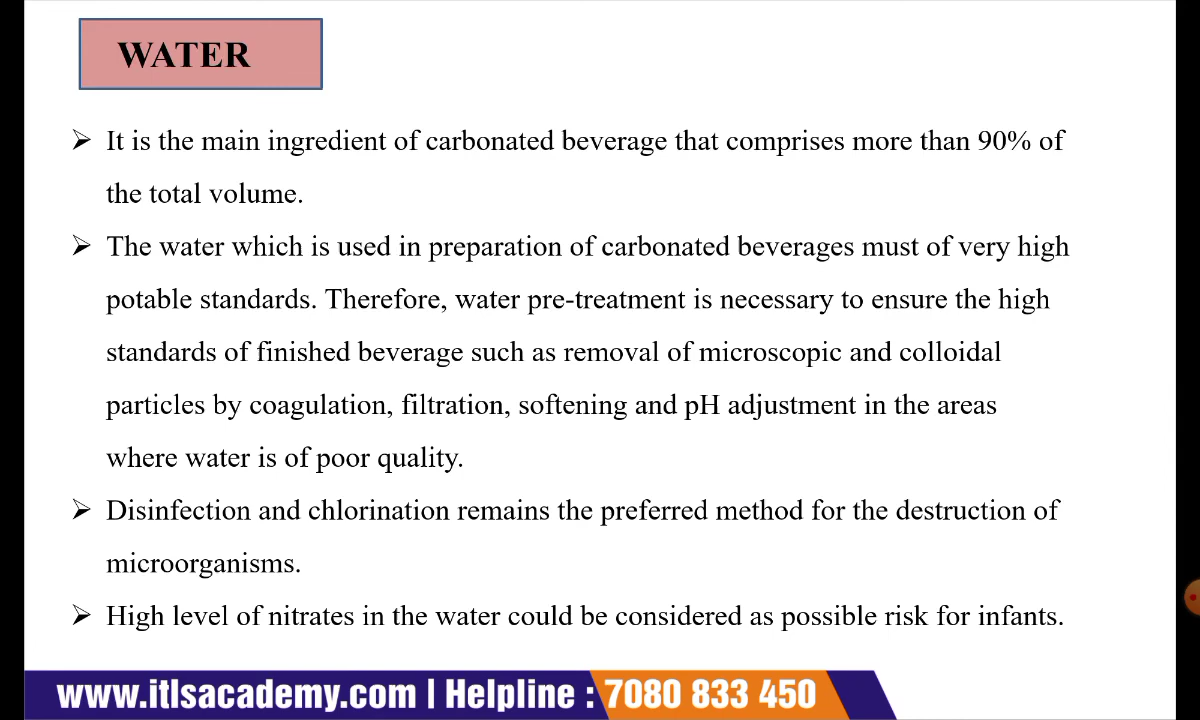 WATER
It is the main ingredient of carbonated beverage that comprises more than 90% of
the total volume.
The water which is used in preparation of carbonated beverages must of very high
potable standards. Therefore, water pre-treatment is necessary to ensure the high
standards of finished beverage such as removal of microscopic and colloidal
particles by coagulation, filtration, softening and pH adjustment in the areas
where water is of poor quality.
Disinfection and chlorination remains the preferred method for the destruction of
microorganisms.
High level of nitrates in the water could be considered as possible risk for infants.
www.itlsacademy.com | Helpline : 7080 833 450